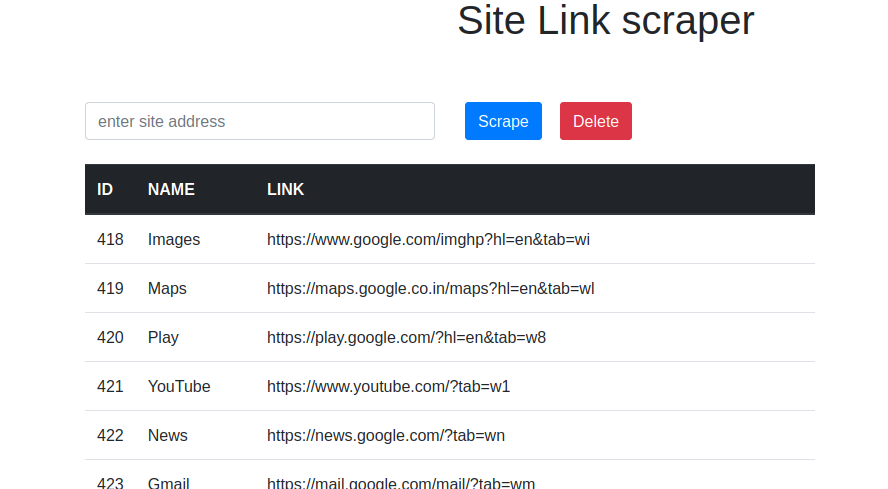 Site Link scraper
enter site address Scrape Delete
ID NAME LINK
418 Images https://www.google.com/imghp?hl=en&tab=wi
419 Maps https://maps.google.co.in/maps?hl=en&tab=wl
420 Play https://play.google.com/?hl=en&tab=w8
421 YouTube https://www.youtube.com/?tab=w1
422 News https://news.google.com/?tab=wn
423 Gmail https://mail.google.com/mail/?tab=wm